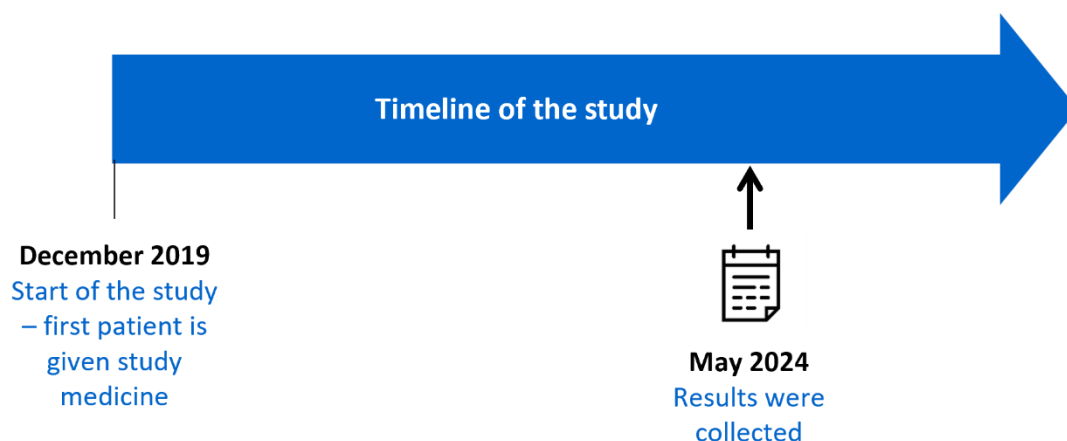 Timeline of the study
December 2019
Start of the study
– first patient is
given study
medicine
May 2024
Results were
collected